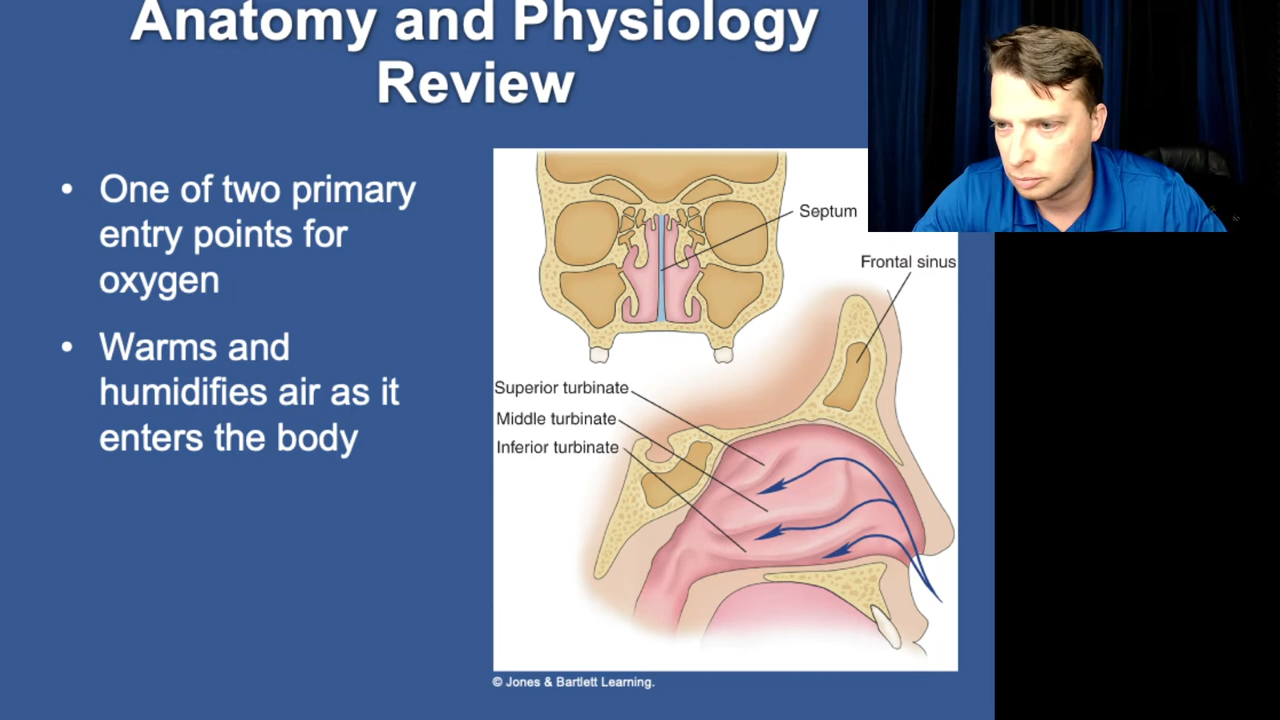 Anatomy and Physiology
Review
• One of two primary
entry points for
oxygen
• Warms and
humidifies air as it
enters the body
Septum
Frontal sinus
Superior turbinate
Middle turbinate
Inferior turbinate
© Jones & Bartlett Learning.